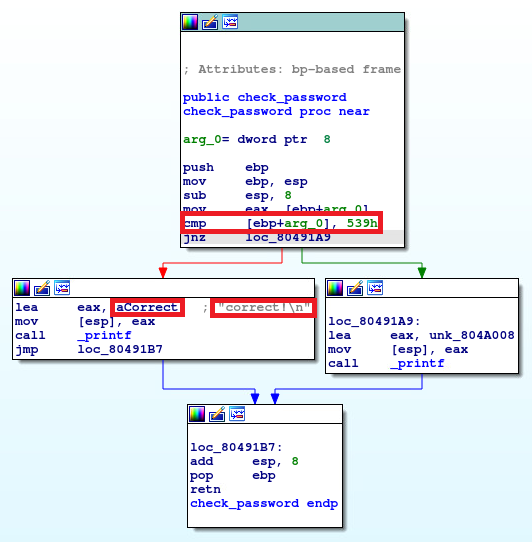 ; Attributes: bp-based frame
public check_password
check_password proc near
arg_0= dword ptr  8
push    ebp
mov     ebp, esp
sub     esp, 8
mov     eax, [ebp+arg_0]
cmp     [ebp+arg_0], 539h
jnz     loc_80491A9
lea     eax, aCorrect   ; "correct!\n"
mov     [esp], eax
call    _printf
jmp     loc_80491B7
loc_80491A9:
lea     eax, unk_804A008
mov     [esp], eax
call    _printf
loc_80491B7:
add     esp, 8
pop     ebp
retn
check_password endp